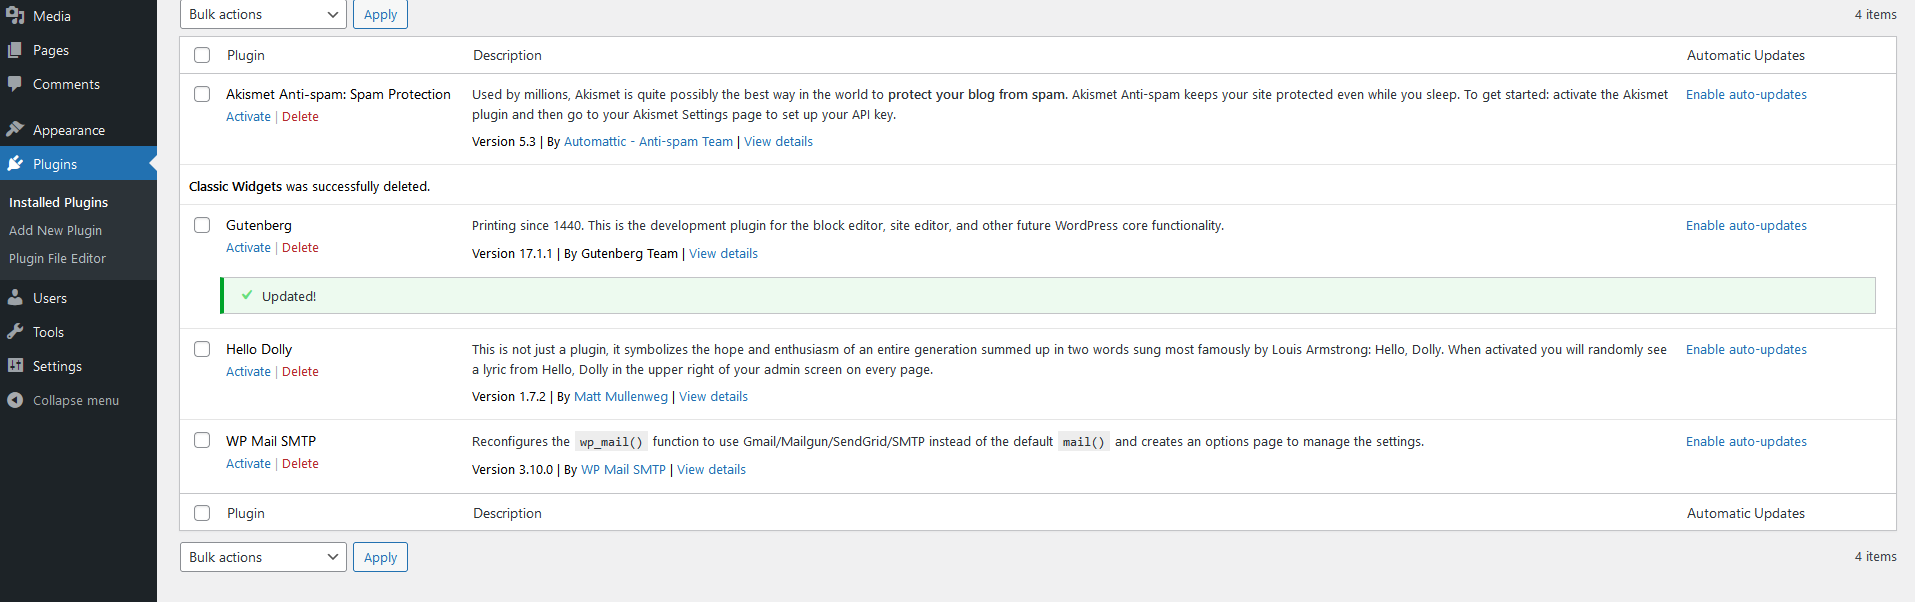 Media
Pages
Comments
Appearance
Plugins
Installed Plugins
Add New Plugin
Plugin File Editor
Users
Tools
Settings
Collapse menu
Bulk actions
Apply
4 items
Plugin
Description
Automatic Updates
Akismet Anti-spam: Spam Protection
Activate | Delete
Used by millions, Akismet is quite possibly the best way in the world to protect your blog from spam. Akismet Anti-spam keeps your site protected even while you sleep. To get started: activate the Akismet
plugin and then go to your Akismet Settings page to set up your API key.
Version 5.3 | By Automattic - Anti-spam Team | View details
Enable auto-updates
Classic Widgets was successfully deleted.
Gutenberg
Activate | Delete
Printing since 1440. This is the development plugin for the block editor, site editor, and other future WordPress core functionality.
Version 17.1.1 | By Gutenberg Team | View details
Enable auto-updates
Updated!
Hello Dolly
Activate | Delete
This is not just a plugin, it symbolizes the hope and enthusiasm of an entire generation summed up in two words sung most famously by Louis Armstrong: Hello, Dolly. When activated you will randomly see
a lyric from Hello, Dolly in the upper right of your admin screen on every page.
Version 1.7.2 | By Matt Mullenweg | View details
Enable auto-updates
WP Mail SMTP
Activate | Delete
Reconfigures the wp_mail() function to use Gmail/Mailgun/SendGrid/SMTP instead of the default mail() and creates an options page to manage the settings.
Version 3.10.0 | By WP Mail SMTP | View details
Enable auto-updates
Plugin
Description
Automatic Updates
Bulk actions
Apply
4 items